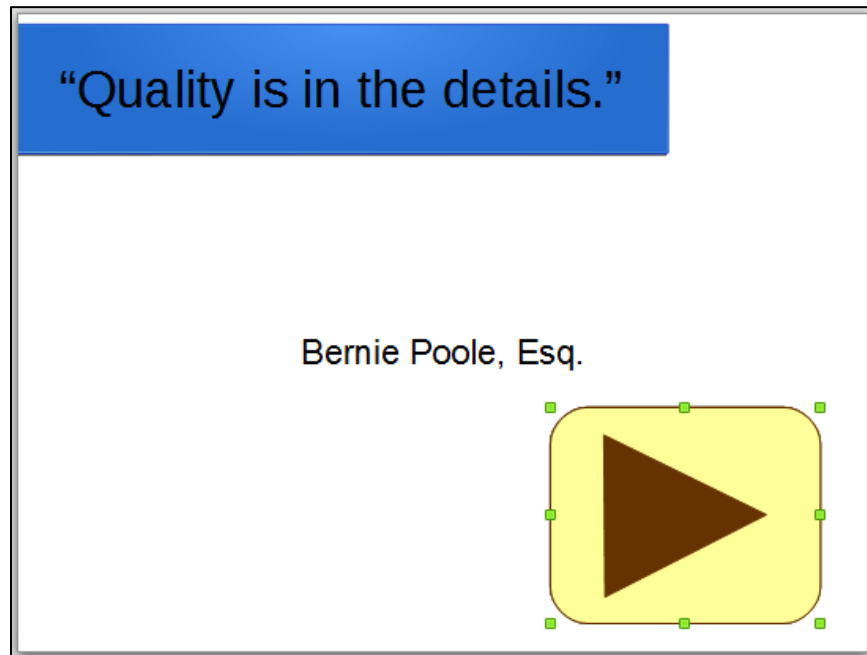 “Quality is in the details.”
Bernie Poole, Esq.